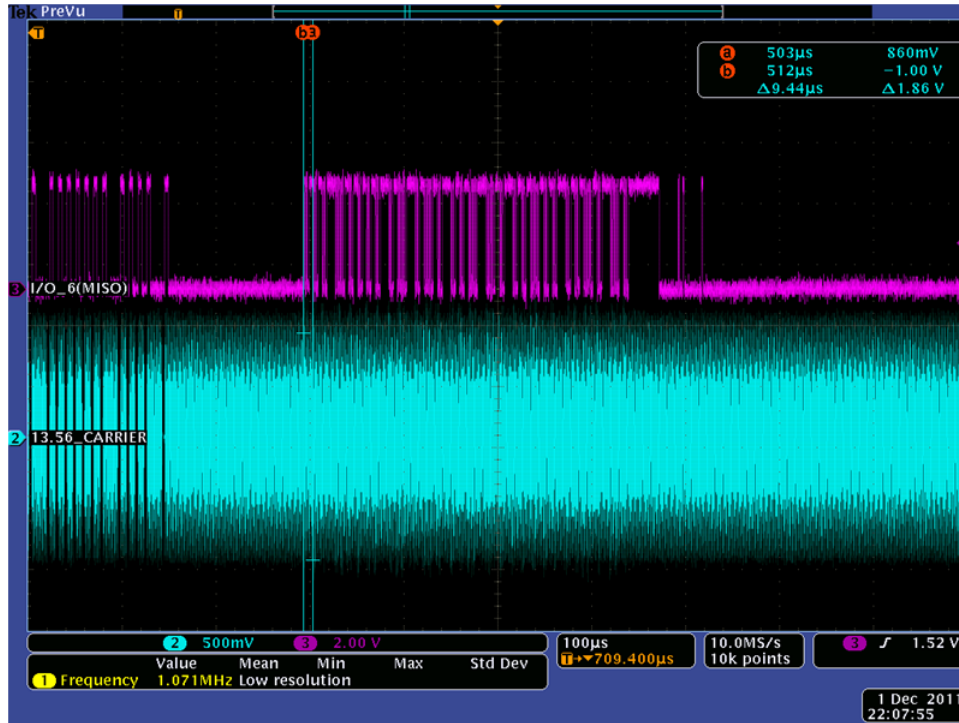 Tek PreVu
T
T
b a
a 503µs 860mV
b 512µs −1.00 V
Δ9.44µs Δ1.86 V
3 I/O_6(MISO)
2 13.56_CARRIER
2 500mV 3 2.00 V
Value Mean Min Max Std Dev
1 Frequency 1.071MHz Low resolution
100µs
T→▾709.400µs
10.0MS/s
10k points
3 ƒ 1.52 V
1 Dec 2011
22:07:55